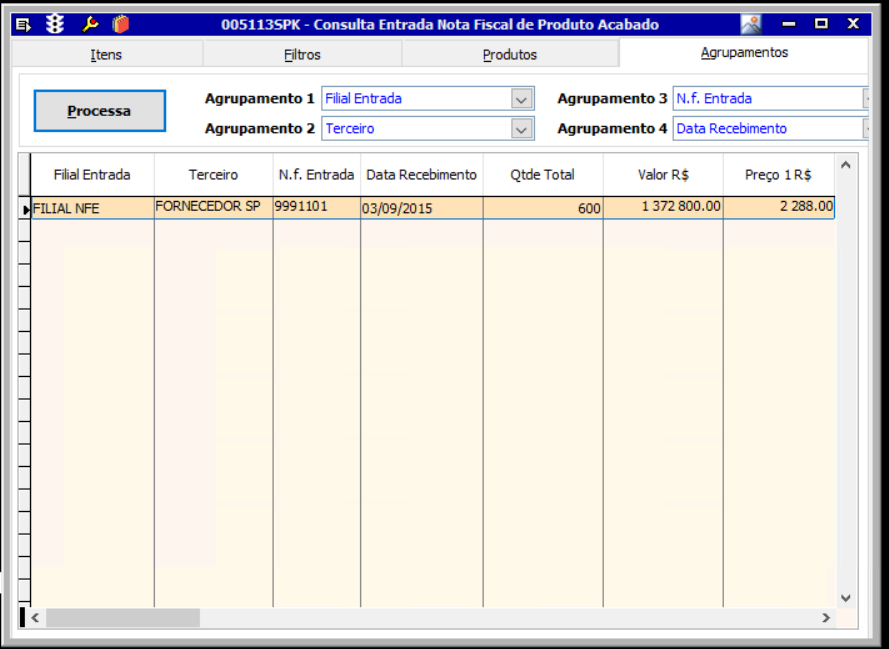 005113SPK - Consulta Entrada Nota Fiscal de Produto Acabado
Itens Filtros Produtos Agrupamentos
Processa
Agrupamento 1 Filial Entrada Agrupamento 3 N.f. Entrada
Agrupamento 2 Terceiro Agrupamento 4 Data Recebimento
Filial Entrada Terceiro N.f. Entrada Data Recebimento Qtde Total Valor R$ Preço 1 R$
FILIAL NFE FORNECEDOR SP 9991101 03/09/2015 600 1 372 800.00 2 288.00